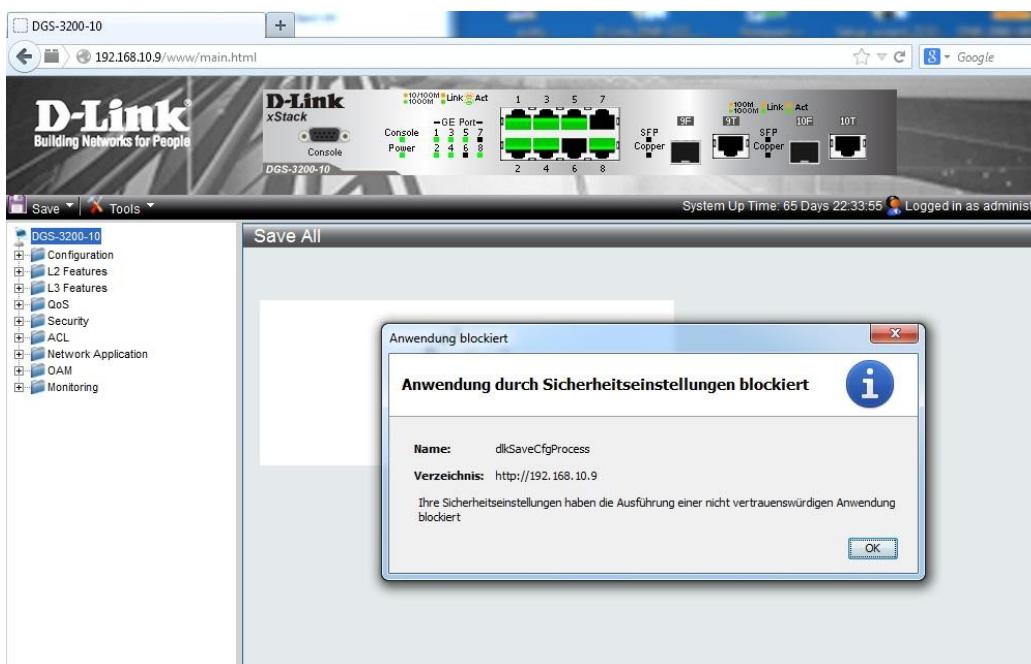 DGS-3200-10
+
192.168.10.9/www/main.html
8 Google
D-Link
Building Networks for People
D-Link
xStack
Console
DGS-3200-10
10/100M Link Act
1000M
GE Port
Console 1 3 5 7
Power 2 4 6 8
1 3 5 7
2 4 6 8
SFP
Copper
9F
100M Link Act
1000M
9T
SFP
Copper
10F
10T
Save Tools
System Up Time: 65 Days 22:33:55 Logged in as adminis
DGS-3200-10
Configuration
L2 Features
L3 Features
QoS
Security
ACL
Network Application
OAM
Monitoring
Save All
Anwendung blockiert
Anwendung durch Sicherheitseinstellungen blockiert
Name: dlkSaveCfgProcess
Verzeichnis: http://192.168.10.9
Ihre Sicherheitseinstellungen haben die Ausführung einer nicht vertrauenswürdigen Anwendung
blockiert
OK